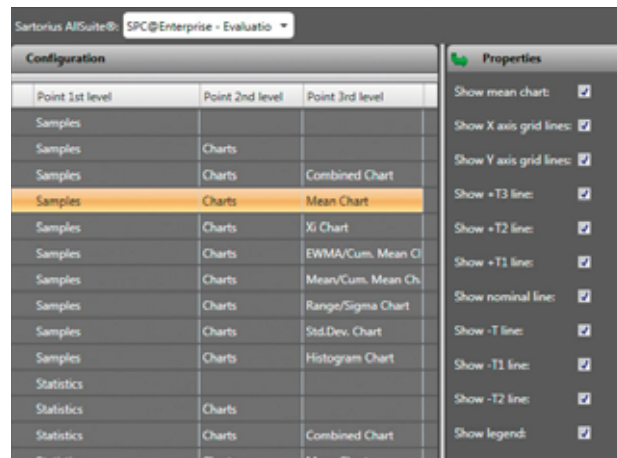 Sartorius AllSuite®: SPC@Enterprise - Evaluatio
Configuration
Point 1st level Point 2nd level Point 3rd level
Samples
Samples Charts
Samples Charts Combined Chart
Samples Charts Mean Chart
Samples Charts Xi Chart
Samples Charts EWMA/Cum. Mean Cl
Samples Charts Mean/Cum. Mean Ch
Samples Charts Range/Sigma Chart
Samples Charts Std.Dev. Chart
Samples Charts Histogram Chart
Statistics
Statistics Charts
Statistics Charts Combined Chart
Properties
Show mean chart:
Show X axis grid lines:
Show Y axis grid lines:
Show +T3 line:
Show +T2 line:
Show +T1 line:
Show nominal line:
Show -T line:
Show -T1 line:
Show -T2 line:
Show legend: